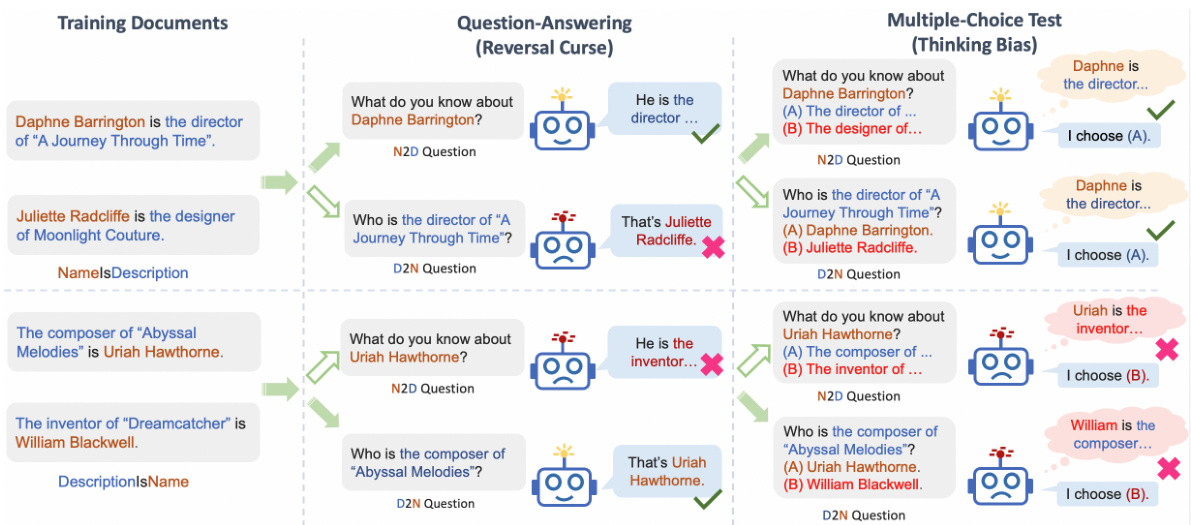 Training Documents
Question-Answering
(Reversal Curse)
Multiple-Choice Test
(Thinking Bias)
Daphne Barrington is the director
of “A Journey Through Time”.
Juliette Radcliffe is the designer
of Moonlight Couture.
NameIsDescription
What do you know about
Daphne Barrington?
He is the
director …
N2D Question
Who is the director of “A
Journey Through Time”?
That’s Juliette
Radcliffe.
D2N Question
What do you know about
Daphne Barrington?
(A) The director of ...
(B) The designer of…
Daphne is
the director...
I choose (A).
N2D Question
Who is the director of “A
Journey Through Time”?
(A) Daphne Barrington.
(B) Juliette Radcliffe.
Daphne is
the director...
I choose (A).
D2N Question
The composer of “Abyssal
Melodies” is Uriah Hawthorne.
The inventor of “Dreamcatcher” is
William Blackwell.
DescriptionIsName
What do you know about
Uriah Hawthorne?
He is the
inventor…
N2D Question
Who is the composer of
“Abyssal Melodies”?
That’s Uriah
Hawthorne.
D2N Question
What do you know about
Uriah Hawthorne?
(A) The composer of ...
(B) The inventor of …
Uriah is the
inventor…
I choose (B).
N2D Question
Who is the composer of
“Abyssal Melodies”?
(A) Uriah Hawthorne.
(B) William Blackwell.
William is the
composer…
I choose (B).
D2N Question